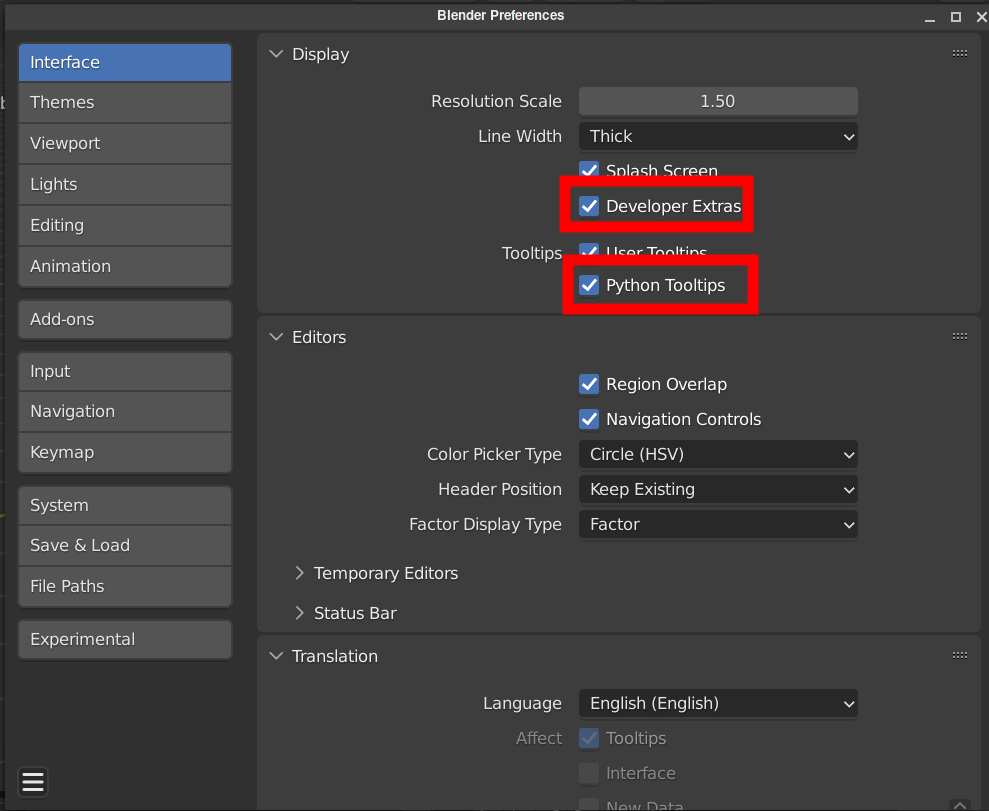 Blender Preferences
Interface
Themes
Viewport
Lights
Editing
Animation
Add-ons
Input
Navigation
Keymap
System
Save & Load
File Paths
Experimental
Display
Resolution Scale 1.50
Line Width Thick
Splash Screen
Developer Extras
Tooltips User Tooltips
Python Tooltips
Editors
Region Overlap
Navigation Controls
Color Picker Type Circle (HSV)
Header Position Keep Existing
Factor Display Type Factor
Temporary Editors
Status Bar
Translation
Language English (English)
Affect Tooltips
Interface
New Data